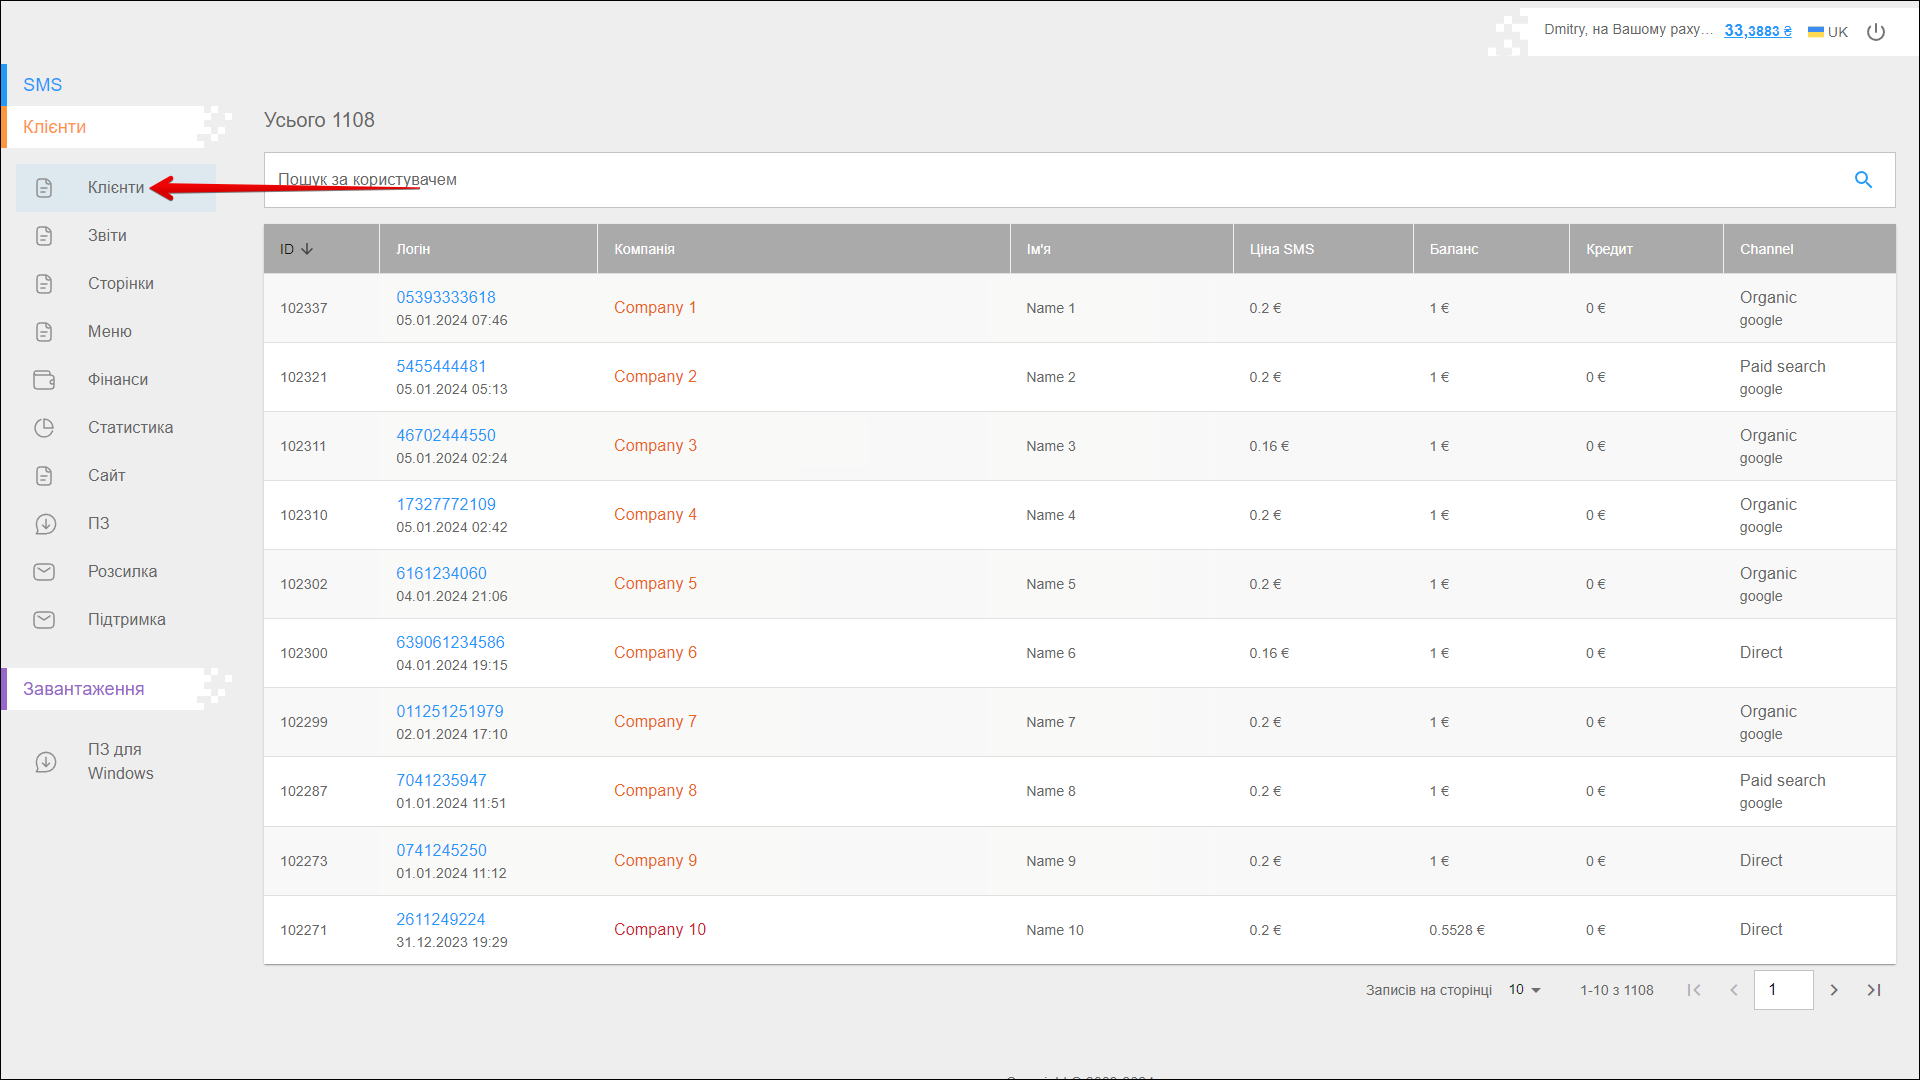 Dmitry, на Вашому раху... 33,3883 ₴ UK
SMS
Клієнти
Клієнти
Звіти
Сторінки
Меню
Фінанси
Статистика
Сайт
ПЗ
Розсилка
Підтримка
Завантаження
ПЗ для
Windows
Усього 1108
Пошук за користувачем
ID Логін Компанія Ім'я Ціна SMS Баланс Кредит Channel
102337 05393333618 Company 1 Name 1 0.2 € 1 € 0 € Organic
05.01.2024 07:46 google
102321 5455444481 Company 2 Name 2 0.2 € 1 € 0 € Paid search
05.01.2024 05:13 google
102311 46702444550 Company 3 Name 3 0.16 € 1 € 0 € Organic
05.01.2024 02:24 google
102310 17327772109 Company 4 Name 4 0.2 € 1 € 0 € Organic
05.01.2024 02:42 google
102302 6161234060 Company 5 Name 5 0.2 € 1 € 0 € Organic
04.01.2024 21:06 google
102300 639061234586 Company 6 Name 6 0.16 € 1 € 0 € Direct
04.01.2024 19:15
102299 011251251979 Company 7 Name 7 0.2 € 1 € 0 € Organic
02.01.2024 17:10 google
102287 7041235947 Company 8 Name 8 0.2 € 1 € 0 € Paid search
01.01.2024 11:51 google
102273 0741245250 Company 9 Name 9 0.2 € 1 € 0 € Direct
01.01.2024 11:12
102271 2611249224 Company 10 Name 10 0.2 € 0.5528 € 0 € Direct
31.12.2023 19:29
Записів на сторінці 10 1-10 з 1108 1